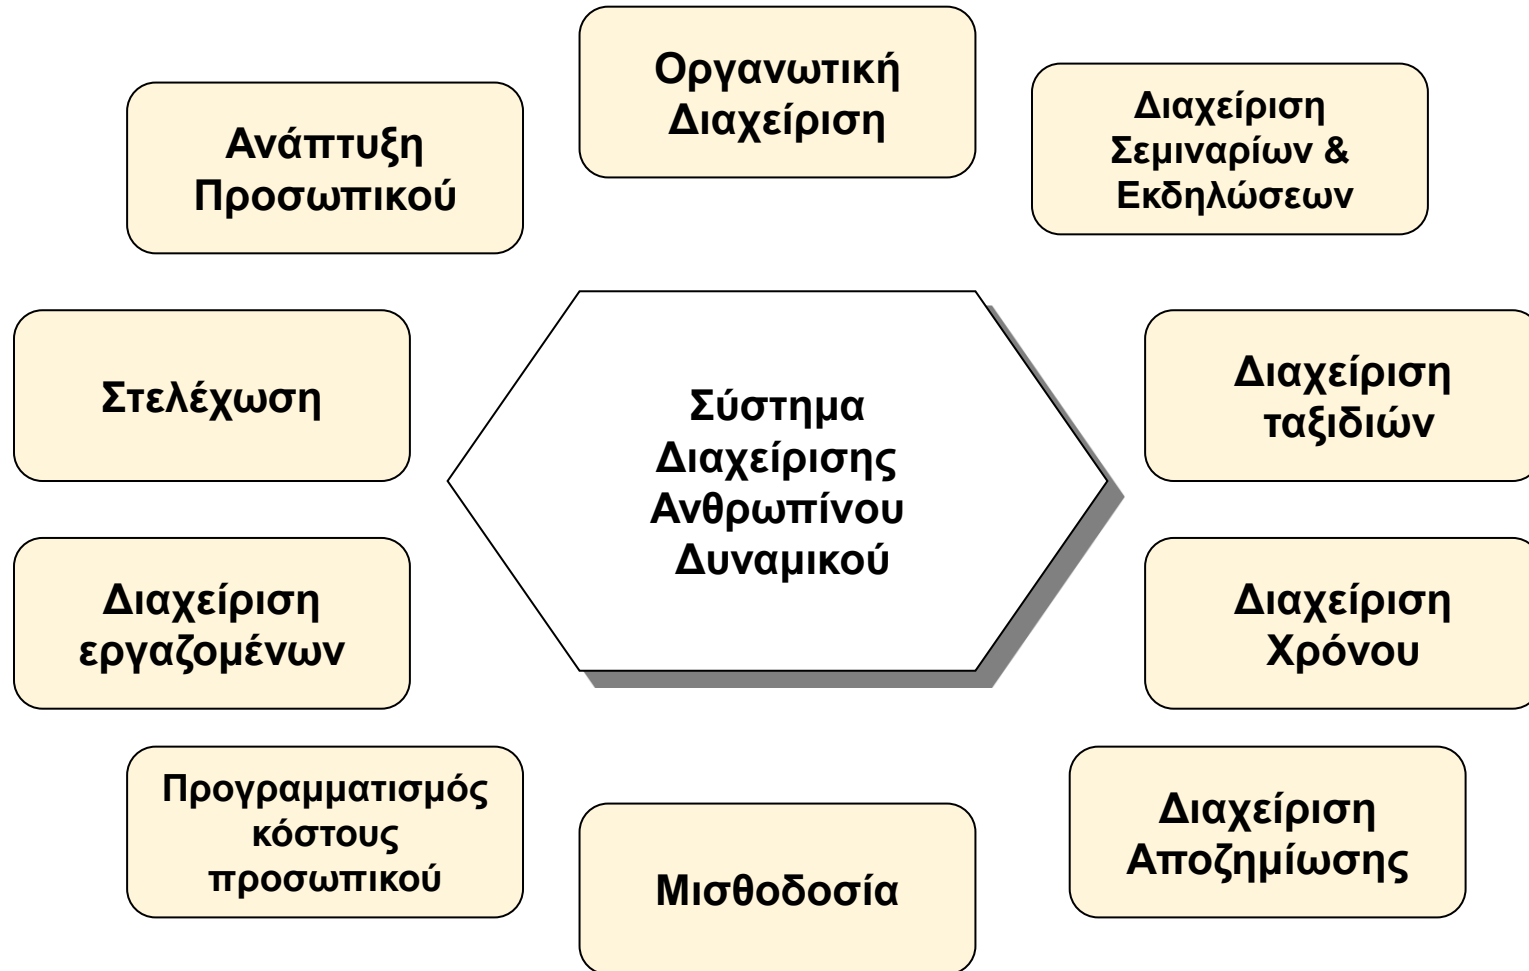 Οργανωτική
Διαχείριση
Διαχείριση
Σεμιναρίων &
Εκδηλώσεων
Ανάπτυξη
Προσωπικού
Στελέχωση
Σύστημα
Διαχείρισης
Ανθρωπίνου
Δυναμικού
Διαχείριση
ταξιδιών
Διαχείριση
εργαζομένων
Διαχείριση
Χρόνου
Προγραμματισμός
κόστους
προσωπικού
Μισθοδοσία
Διαχείριση
Αποζημίωσης